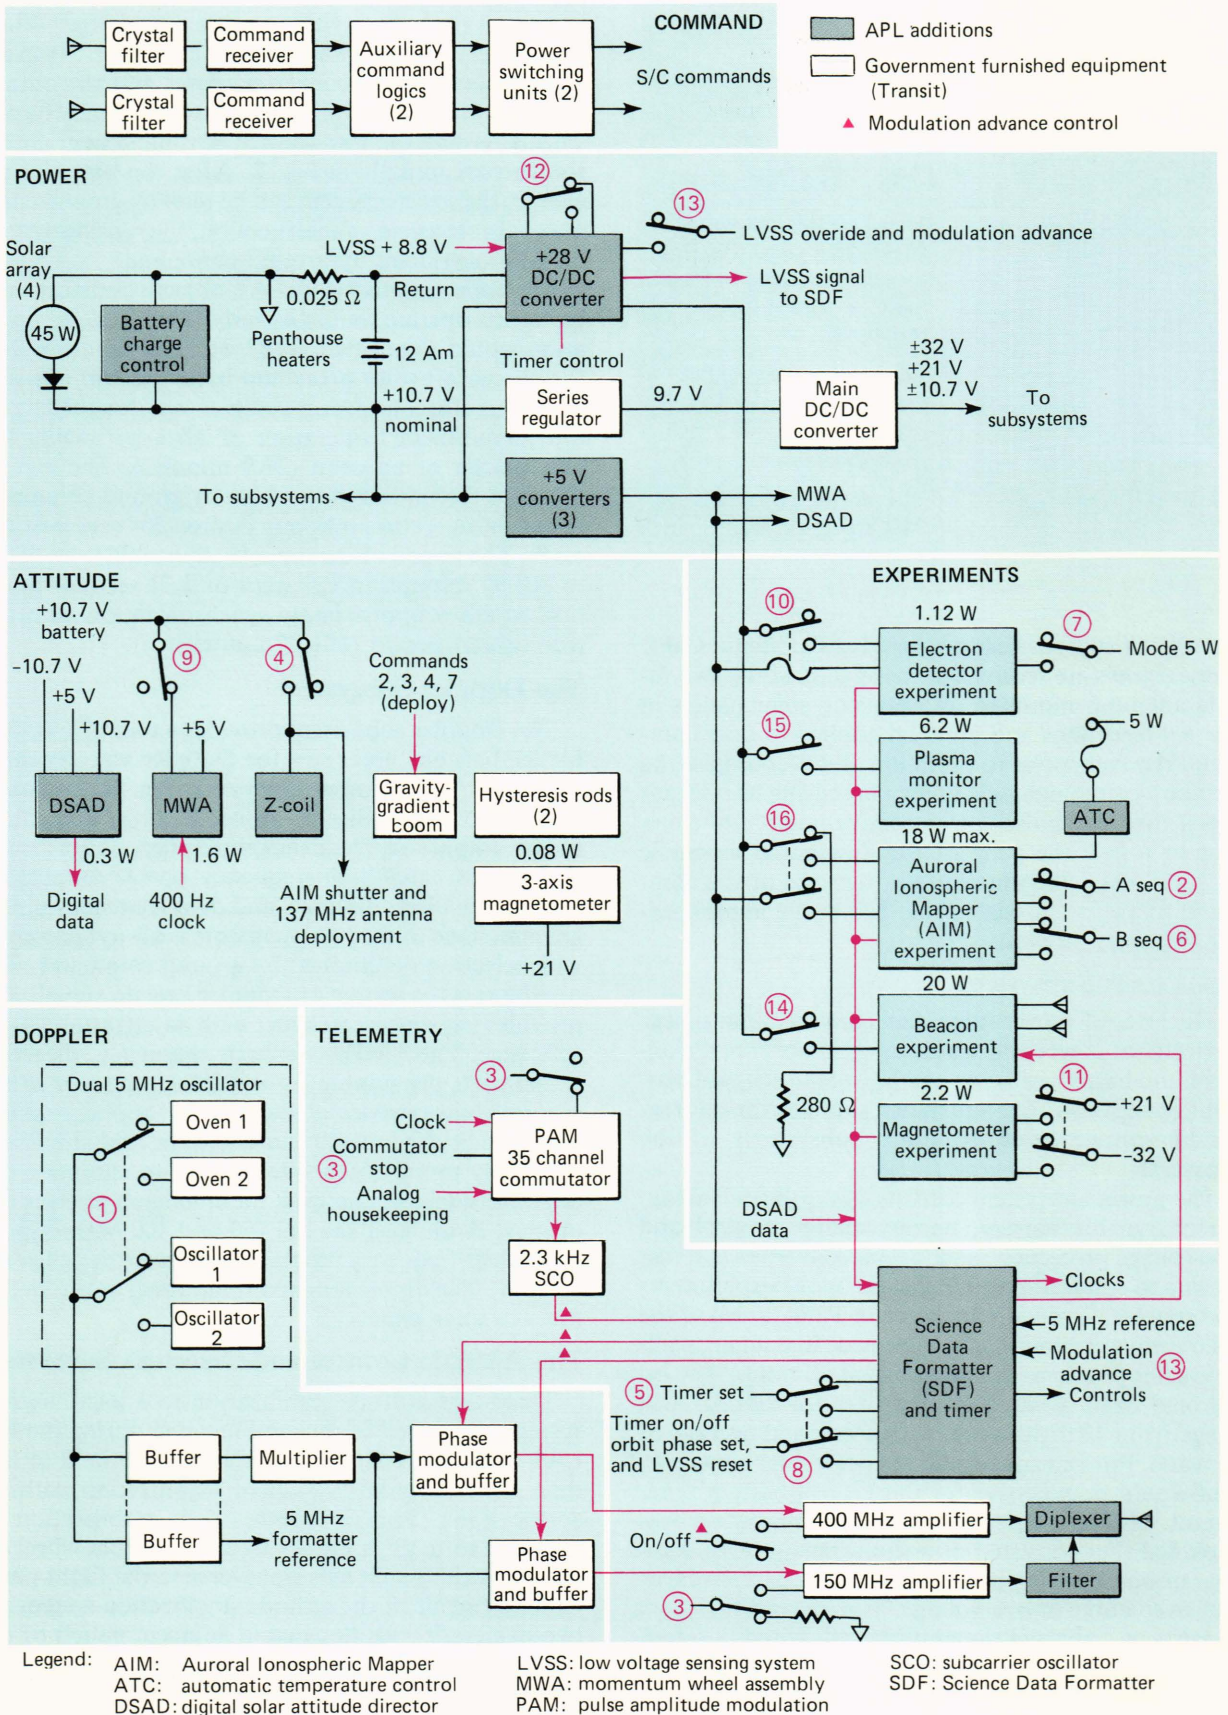 COMMAND
Crystal
filter
Command
receiver
Auxiliary
command
logics
(2)
Power
switching
units (2)
S/C commands
Crystal
filter
Command
receiver
APL additions
Government furnished equipment
(Transit)
Modulation advance control
POWER
12
13
LVSS + 8.8 V
LVSS overide and modulation advance
Solar
array
(4)
+28 V
DC/DC
converter
LVSS signal
to SDF
0.025 Ω
Return
45 W
Battery
charge
control
Penthouse
heaters
12 Am
Timer control
±32 V
+21 V
±10.7 V
+10.7 V
nominal
Series
regulator
9.7 V
Main
DC/DC
converter
To
subsystems
To subsystems
+5 V
converters
(3)
MWA
DSAD
ATTITUDE
+10.7 V
battery
-10.7 V
+5 V
+10.7 V
9
+5 V
4
Commands
2, 3, 4, 7
(deploy)
DSAD
MWA
Z-coil
Gravity-
gradient
boom
Hysteresis rods
(2)
0.3 W
1.6 W
0.08 W
Digital
data
400 Hz
clock
AIM shutter and
137 MHz antenna
deployment
3-axis
magnetometer
+21 V
EXPERIMENTS
10
1.12 W
7
Electron
detector
experiment
Mode 5 W
15
6.2 W
5 W
Plasma
monitor
experiment
ATC
16
18 W max.
Auroral
Ionospheric
Mapper
(AIM)
experiment
A seq 2
B seq 6
20 W
14
Beacon
experiment
280 Ω
2.2 W
11
Magnetometer
experiment
+21 V
-32 V
DSAD
data
DOPPLER
Dual 5 MHz oscillator
Oven 1
Oven 2
1
Oscillator
1
Oscillator
2
TELEMETRY
3
Clock
Commutator
stop
3
Analog
housekeeping
PAM
35 channel
commutator
2.3 kHz
SCO
Science
Data
Formatter
(SDF)
and timer
Clocks
5 MHz reference
Modulation
advance
13
Controls
5 Timer set
Timer on/off
orbit phase set,
and LVSS reset
8
Buffer
Multiplier
Phase
modulator
and buffer
Buffer
5 MHz
formatter
reference
Phase
modulator
and buffer
On/off
400 MHz amplifier
Diplexer
150 MHz amplifier
Filter
3
Legend:
AIM: Auroral Ionospheric Mapper
ATC: automatic temperature control
DSAD: digital solar attitude director
LVSS: low voltage sensing system
MWA: momentum wheel assembly
PAM: pulse amplitude modulation
SCO: subcarrier oscillator
SDF: Science Data Formatter